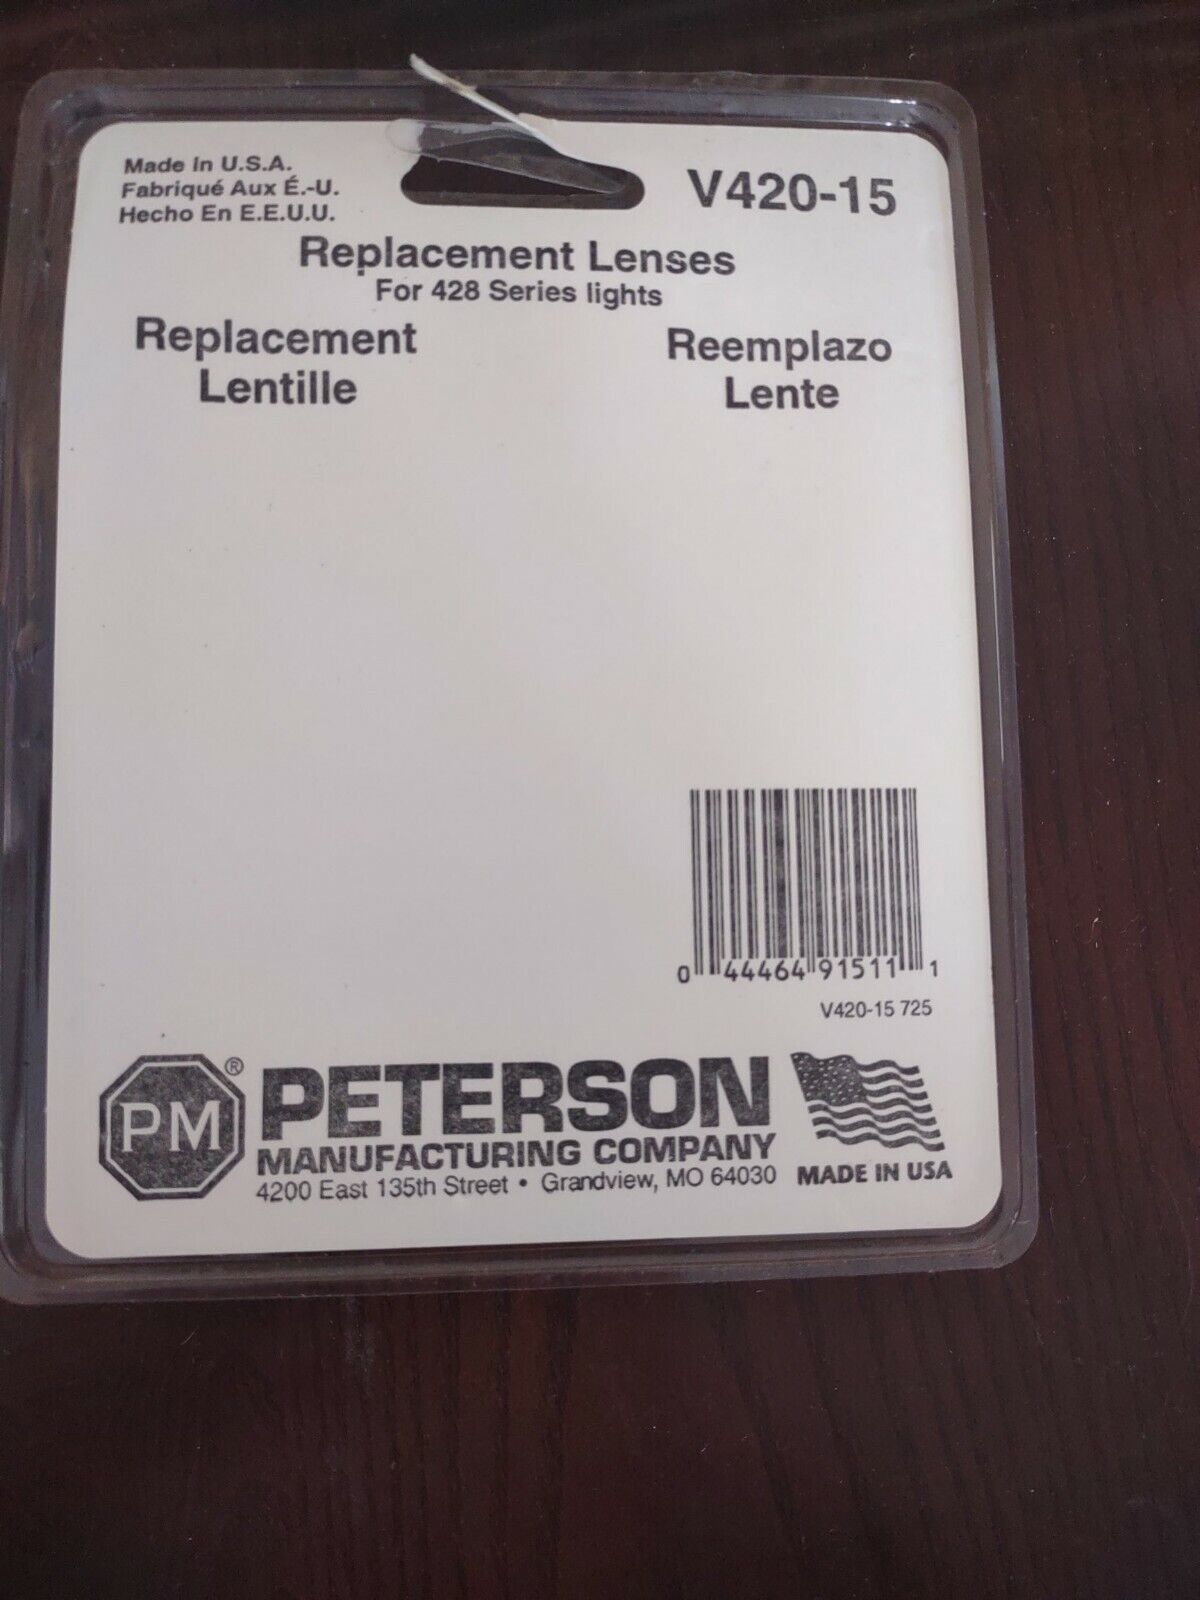 Made In U.S.A.
Fabriqué Aux É.-U.
Hecho En E.E.U.U.
V420-15
Replacement Lenses
For 428 Series lights
Replacement
Lentille
Reemplazo
Lente
0 44464 91511 1
V420-15 725
PM
®
PETERSON
MANUFACTURING COMPANY
4200 East 135th Street • Grandview, MO 64030
MADE IN USA